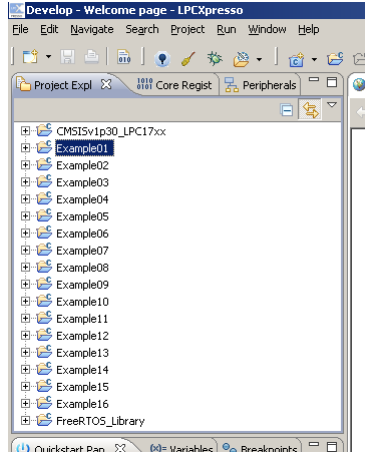 Develop - Welcome page - LPCXpresso
File Edit Navigate Search Project Run Window Help
Project Expl Core Regist Peripherals
CMSISv1p30_LPC17xx
Example01
Example02
Example03
Example04
Example05
Example06
Example07
Example08
Example09
Example10
Example11
Example12
Example13
Example14
Example15
Example16
FreeRTOS_Library
Quickstart Pan (x)= Variables Breakpoints